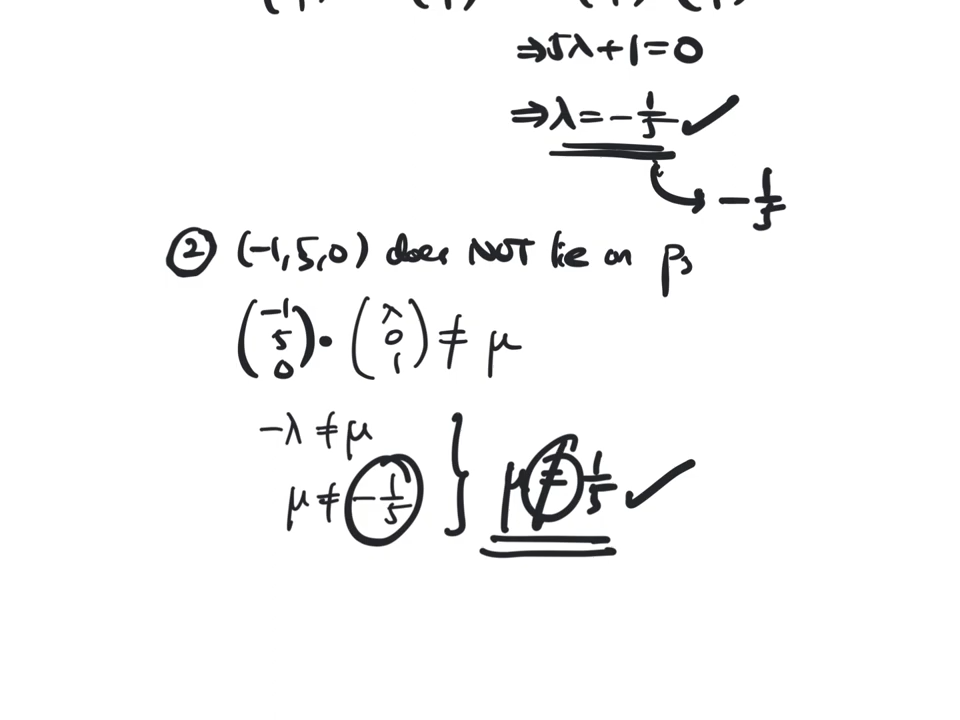 ⇒5λ+1=0
⇒λ=-1/5 ✓
-1/5
② (-1,5,0) does NOT lie on p₃
(-1 5 0)·(λ 0 1) ≠ μ
-λ≠μ
μ≠-1/5 } μ≠1/5 ✓